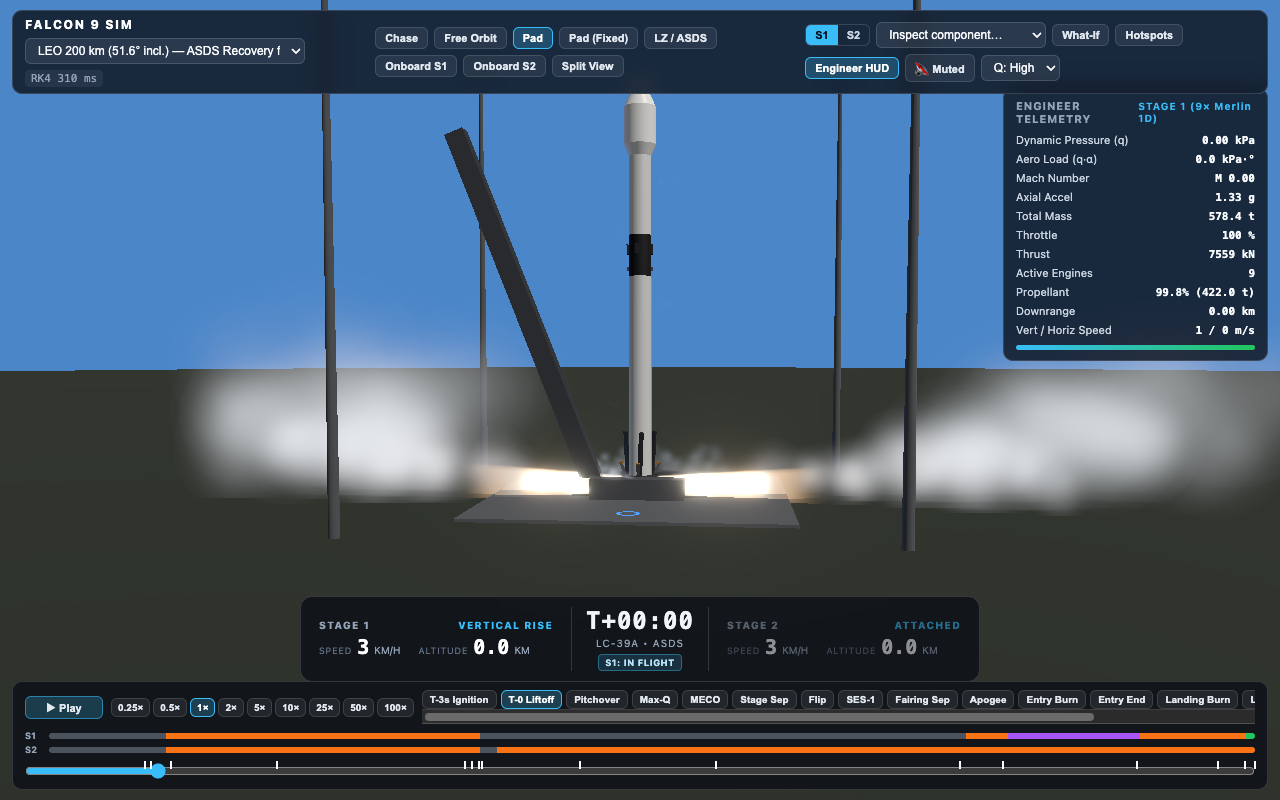 FALCON 9 SIM
LEO 200 km (51.6° incl.) — ASDS Recovery f
RK4 310 ms
Chase
Free Orbit
Pad
Pad (Fixed)
LZ / ASDS
Onboard S1
Onboard S2
Split View
S1
S2
Inspect component…
What-If
Hotspots
Engineer HUD
Muted
Q: High
ENGINEER TELEMETRY
STAGE 1 (9× Merlin 1D)
Dynamic Pressure (q) 0.00 kPa
Aero Load (q·α) 0.0 kPa·°
Mach Number M 0.00
Axial Accel 1.33 g
Total Mass 578.4 t
Throttle 100 %
Thrust 7559 kN
Active Engines 9
Propellant 99.8% (422.0 t)
Downrange 0.00 km
Vert / Horiz Speed 1 / 0 m/s
STAGE 1 VERTICAL RISE
SPEED 3 KM/H ALTITUDE 0.0 KM
T+00:00
LC-39A • ASDS
S1: IN FLIGHT
STAGE 2 ATTACHED
SPEED 3 KM/H ALTITUDE 0.0 KM
Play
0.25×
0.5×
1×
2×
5×
10×
25×
50×
100×
T-3s Ignition
T-0 Liftoff
Pitchover
Max-Q
MECO
Stage Sep
Flip
SES-1
Fairing Sep
Apogee
Entry Burn
Entry End
Landing Burn
L
S1
S2